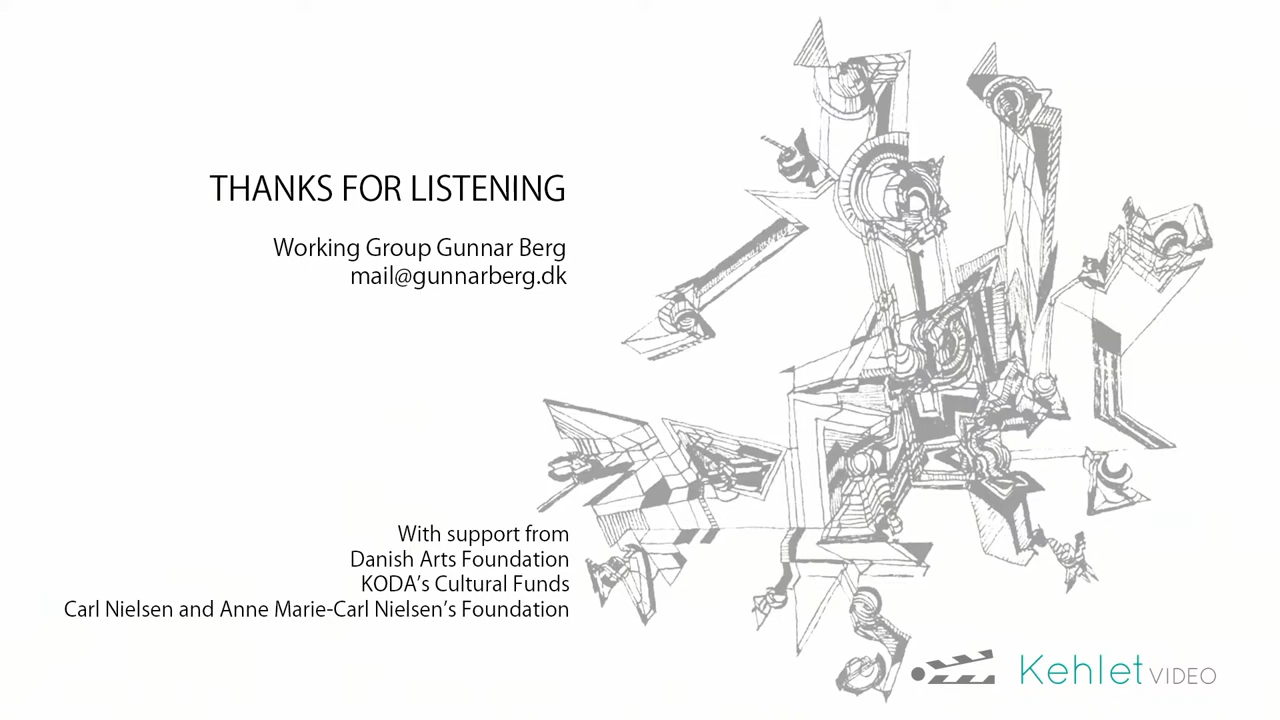 THANKS FOR LISTENING
Working Group Gunnar Berg
mail@gunnarberg.dk
With support from
Danish Arts Foundation
KODA's Cultural Funds
Carl Nielsen and Anne Marie-Carl Nielsen's Foundation
Kehlet VIDEO